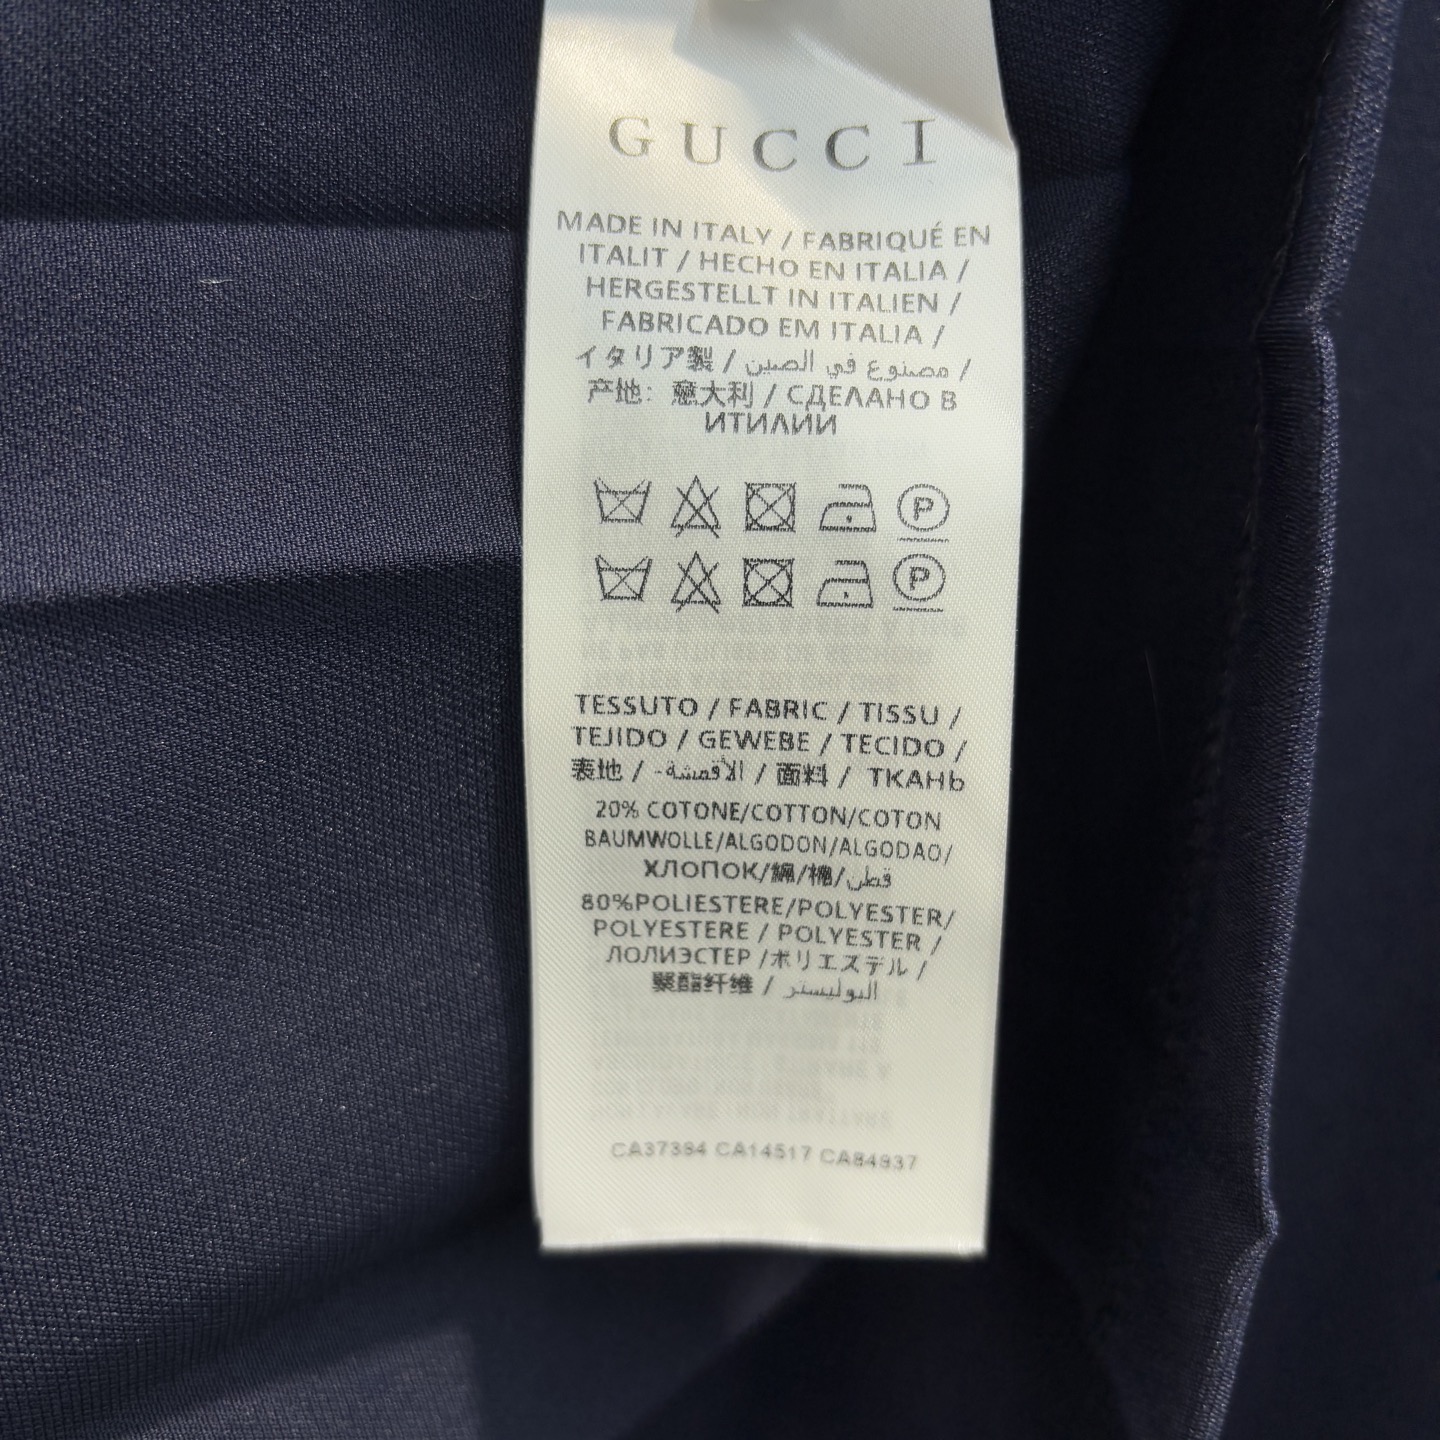 GUCCI
MADE IN ITALY / FABRIQUÉ EN
ITALIT / HECHO EN ITALIA /
HERGESTELLT IN ITALIEN /
FABRICADO EM ITALIA /
イタリア製 / مصنوع في الصين /
产地: 意大利 / СДЕЛАНО В
ИТИЛИИ
P
P
TESSUTO / FABRIC / TISSU /
TEJIDO / GEWEBE / TECIDO /
表地 / -الأقمشة / 面料 / ТКАНЬ
20% COTONE/COTTON/COTON
BAUMWOLLE/ALGODON/ALGODAO/
ХЛОПОК/綿/棉/قطن
80%POLIESTERE/POLYESTER/
POLYESTERE / POLYESTER /
ЛОЛИЭСТЕР /ポリエステル /
聚酯纤维 / البوليستر
CA37394 CA14517 CA84937